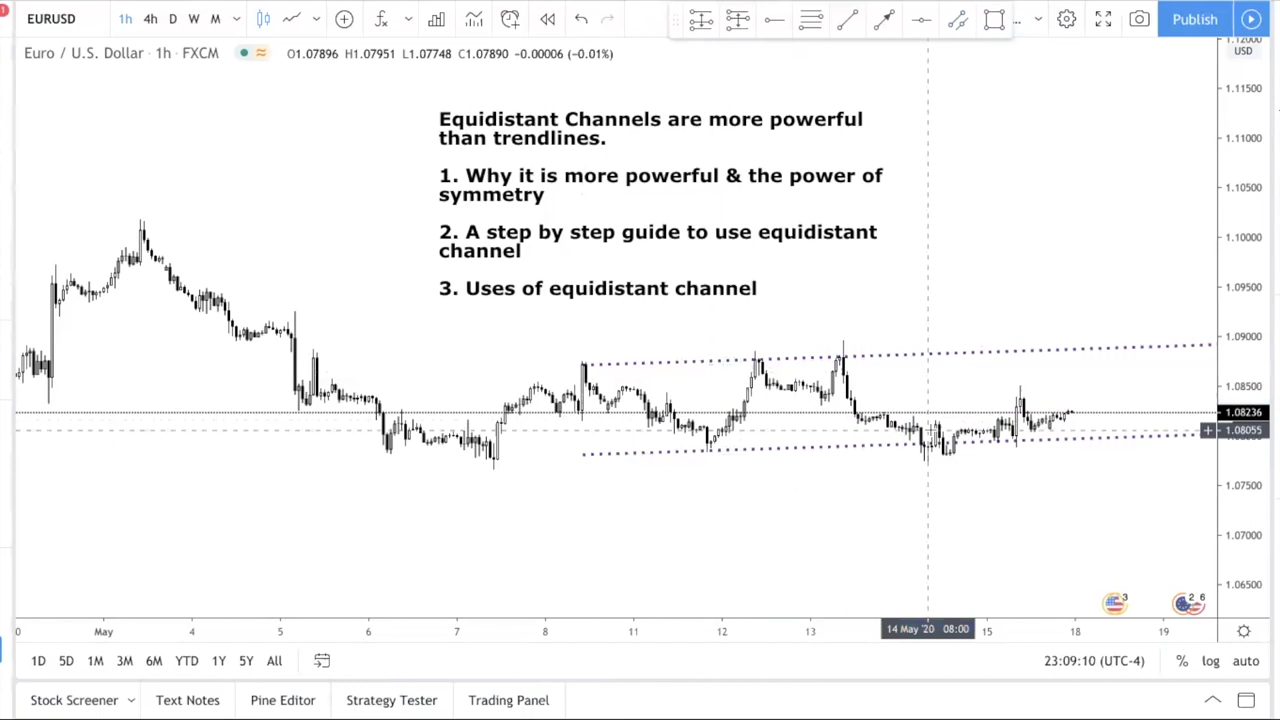 EURUSD 1h 4h D W M Publish
Euro / U.S. Dollar · 1h · FXCM O1.07896 H1.07951 L1.07748 C1.07890 -0.00006 (-0.01%)
USD
1.11500
Equidistant Channels are more powerful
than trendlines.
1.11000
1. Why it is more powerful & the power of
symmetry
1.10500
2. A step by step guide to use equidistant
channel
1.10000
3. Uses of equidistant channel
1.09500
1.09000
1.08500
1.08236
1.08055
1.07500
1.07000
1.06500
3 2 6
May 4 5 6 7 8 11 12 13 14 May '20 08:00 15 18 19
1D 5D 1M 3M 6M YTD 1Y 5Y All 23:09:10 (UTC-4) % log auto
Stock Screener Text Notes Pine Editor Strategy Tester Trading Panel